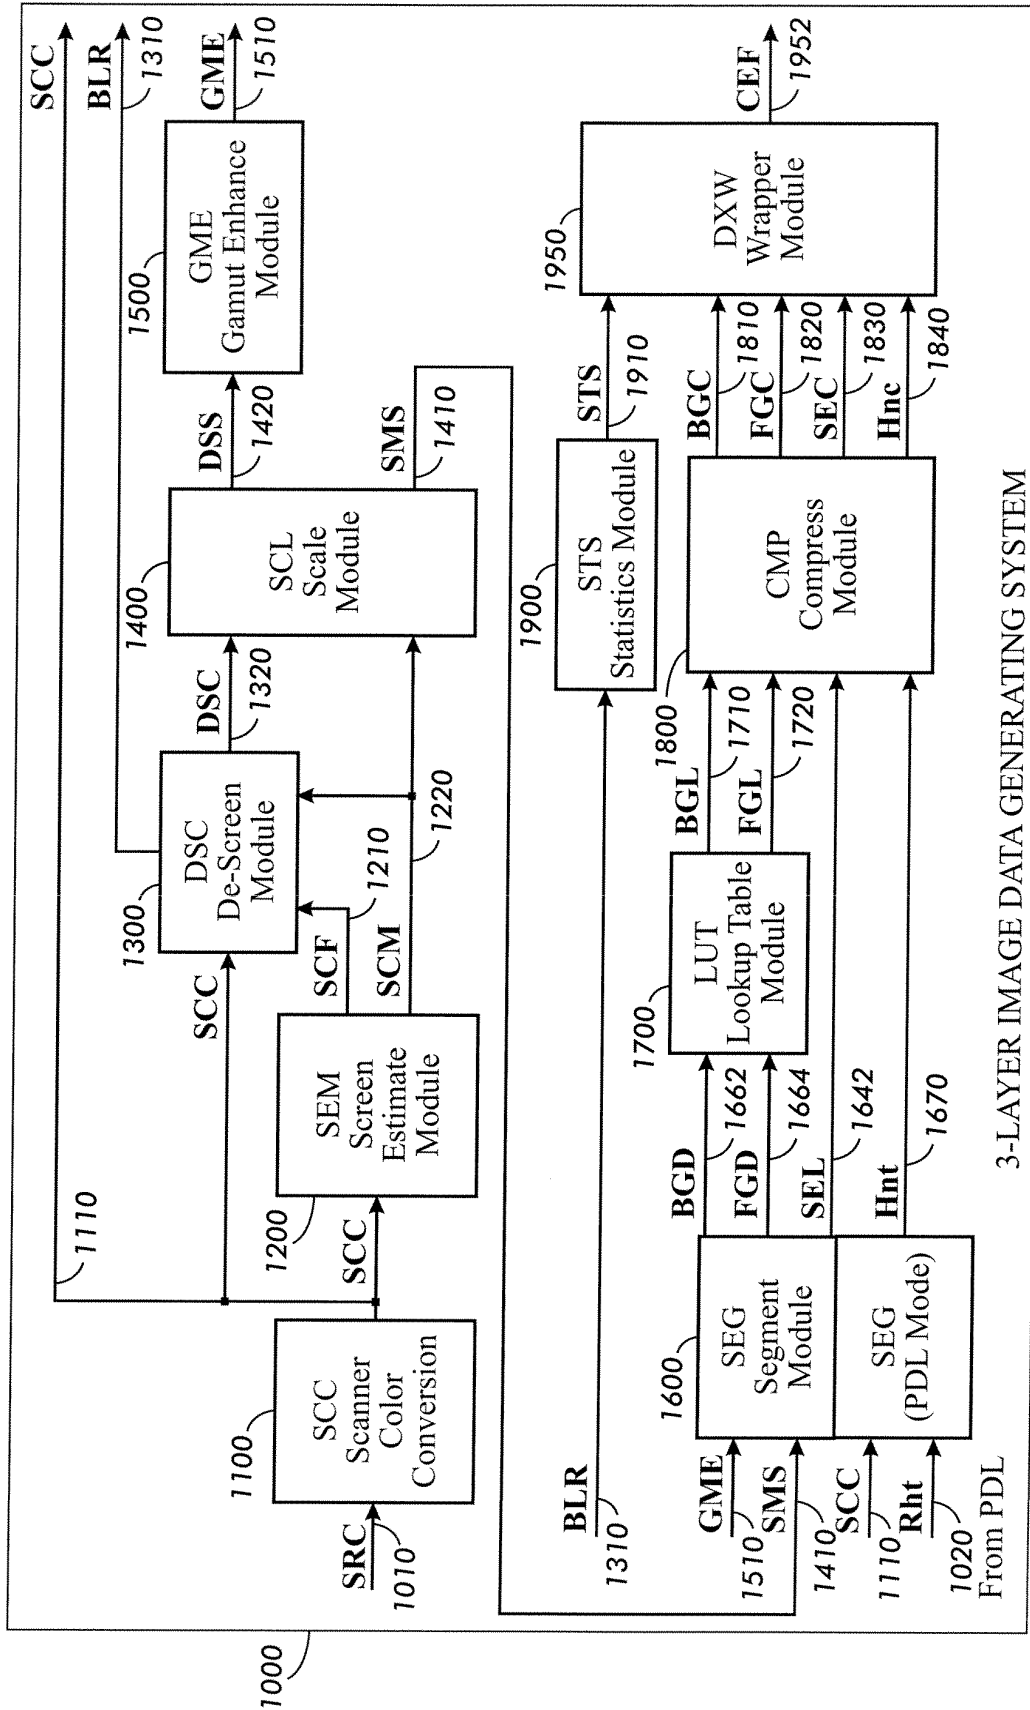 1000
SRC
1010
1100
SCC
Scanner
Color
Conversion
1110
SCC
1200
SEM
Screen
Estimate
Module
SCC
SCF
1210
SCM
1220
1300
DSC
De-Screen
Module
DSC
1320
1400
SCL
Scale
Module
DSS
1420
SMS
1410
1500
GME
Gamut Enhance
Module
SCC
BLR
1310
GME
1510
BLR
1310
1900
STS
Statistics Module
STS
1910
GME
1510
SMS
1410
SCC
1110
Rht
1020
From PDL
1600
SEG
Segment
Module
SEG
(PDL Mode)
BGD
1662
FGD
1664
SEL
1642
Hnt
1670
1700
LUT
Lookup Table
Module
BGL
1710
FGL
1720
1800
CMP
Compress
Module
BGC
1810
FGC
1820
SEC
1830
Hnc
1840
1950
DXW
Wrapper
Module
CEF
1952
3-LAYER IMAGE DATA GENERATING SYSTEM